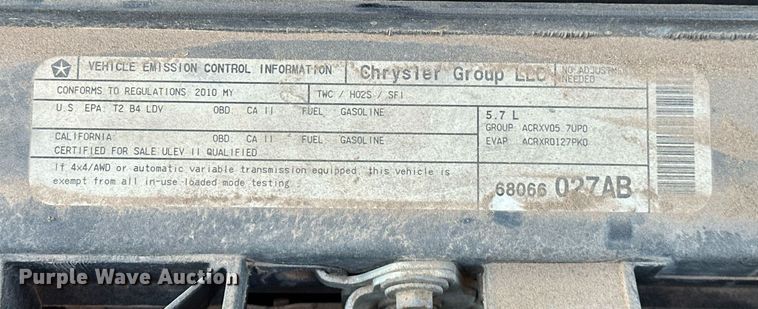 VEHICLE EMISSION CONTROL INFORMATION
Chrysler Group LLC
NO ADJUSTMENTS
NEEDED
CONFORMS TO REGULATIONS: 2010 MY
TWC / HO2S / SFI
U.S. EPA: T2 B4 LDV OBD: CA II FUEL: GASOLINE
CALIFORNIA OBD: CA II FUEL: GASOLINE
CERTIFIED FOR SALE ULEV II QUALIFIED
If 4x4/AWD or automatic variable transmission equipped, this vehicle is
exempt from all in-use loaded mode testing
5.7 L
GROUP: ACRXV05.7UP0
EVAP: ACRXR0127PK0
68066 027AB
Purple Wave Auction